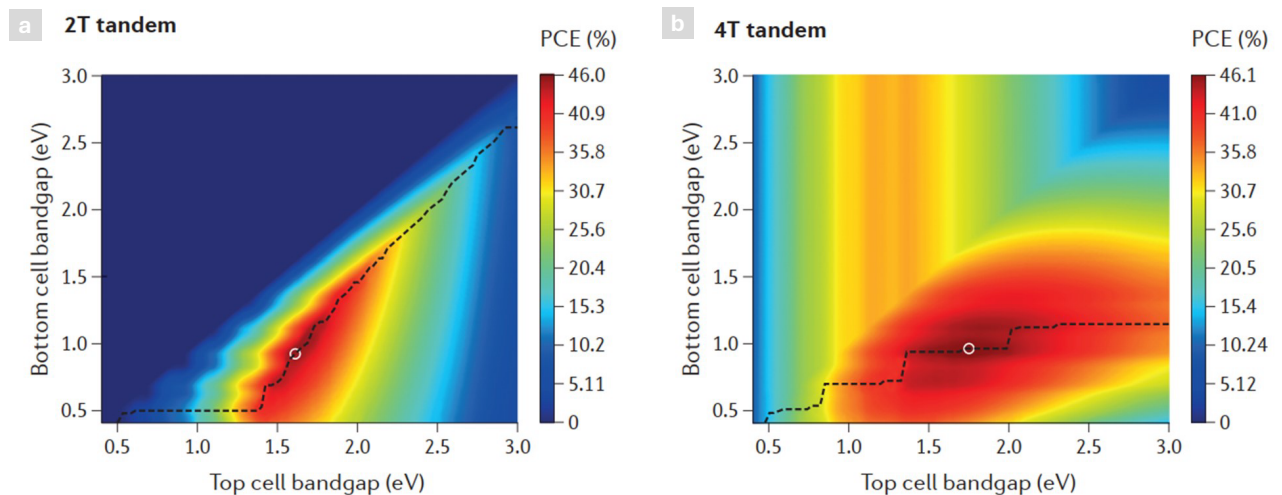 a
2T tandem
PCE (%)
46.0
40.9
35.8
30.7
25.6
20.4
15.3
10.2
5.11
0
3.0
2.5
2.0
1.5
1.0
0.5
Bottom cell bandgap (eV)
0.5 1.0 1.5 2.0 2.5 3.0
Top cell bandgap (eV)
b
4T tandem
PCE (%)
46.1
41.0
35.8
30.7
25.6
20.5
15.4
10.24
5.12
0
3.0
2.5
2.0
1.5
1.0
0.5
Bottom cell bandgap (eV)
0.5 1.0 1.5 2.0 2.5 3.0
Top cell bandgap (eV)